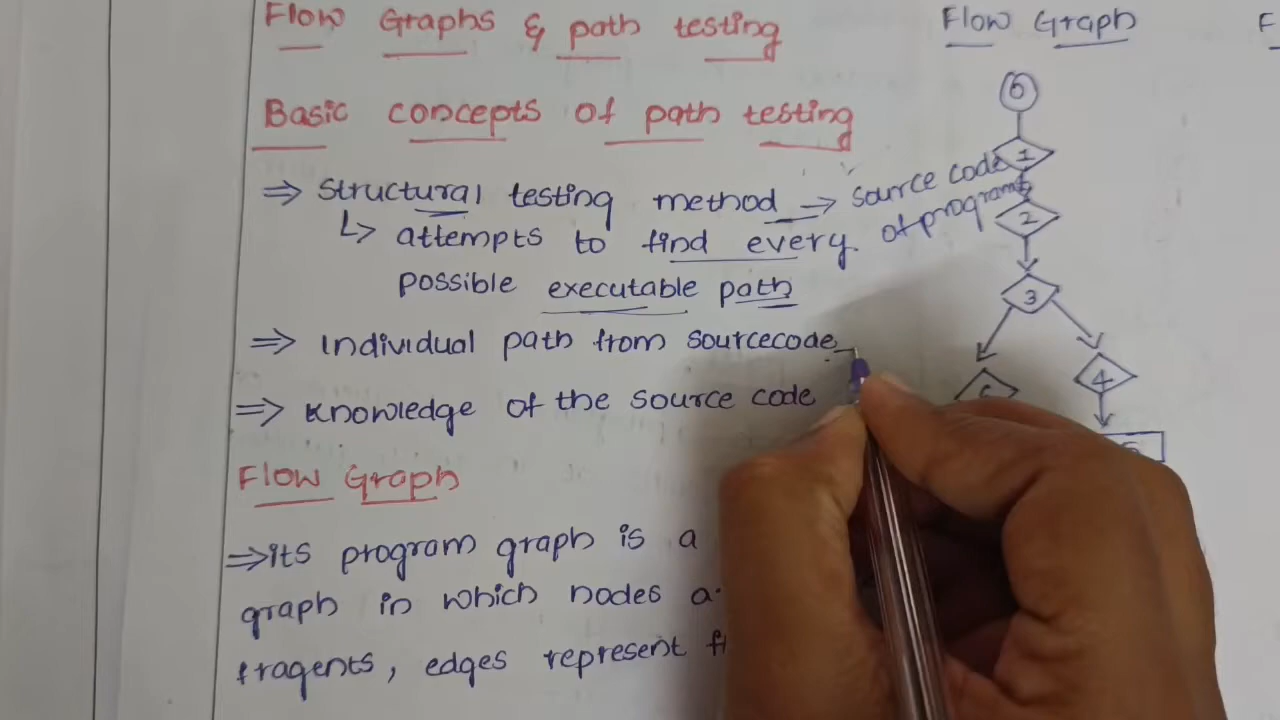 Flow Graphs & path testing
Basic concepts of path testing
⇒ structural testing method → source code
of program
↳ attempts to find every
possible executable path
⇒ Individual path from sourcecode
⇒ Knowledge of the source code
Flow Graph
⇒ its program graph is a
graph in which nodes
fragents, edges represent
Flow Graph
1
2
3
4
F